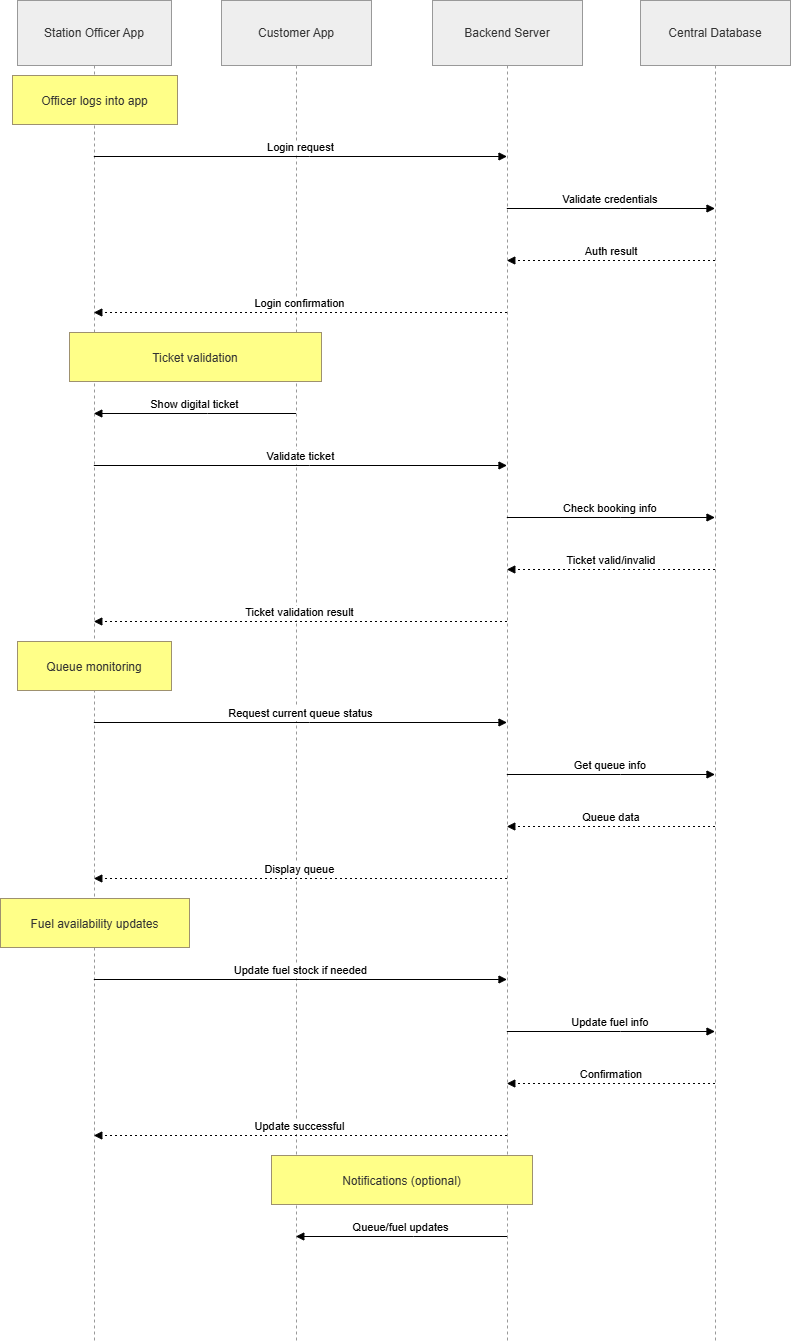 Station Officer App
Customer App
Backend Server
Central Database
Officer logs into app
Login request
Validate credentials
Auth result
Login confirmation
Ticket validation
Show digital ticket
Validate ticket
Check booking info
Ticket valid/invalid
Ticket validation result
Queue monitoring
Request current queue status
Get queue info
Queue data
Display queue
Fuel availability updates
Update fuel stock if needed
Update fuel info
Confirmation
Update successful
Notifications (optional)
Queue/fuel updates